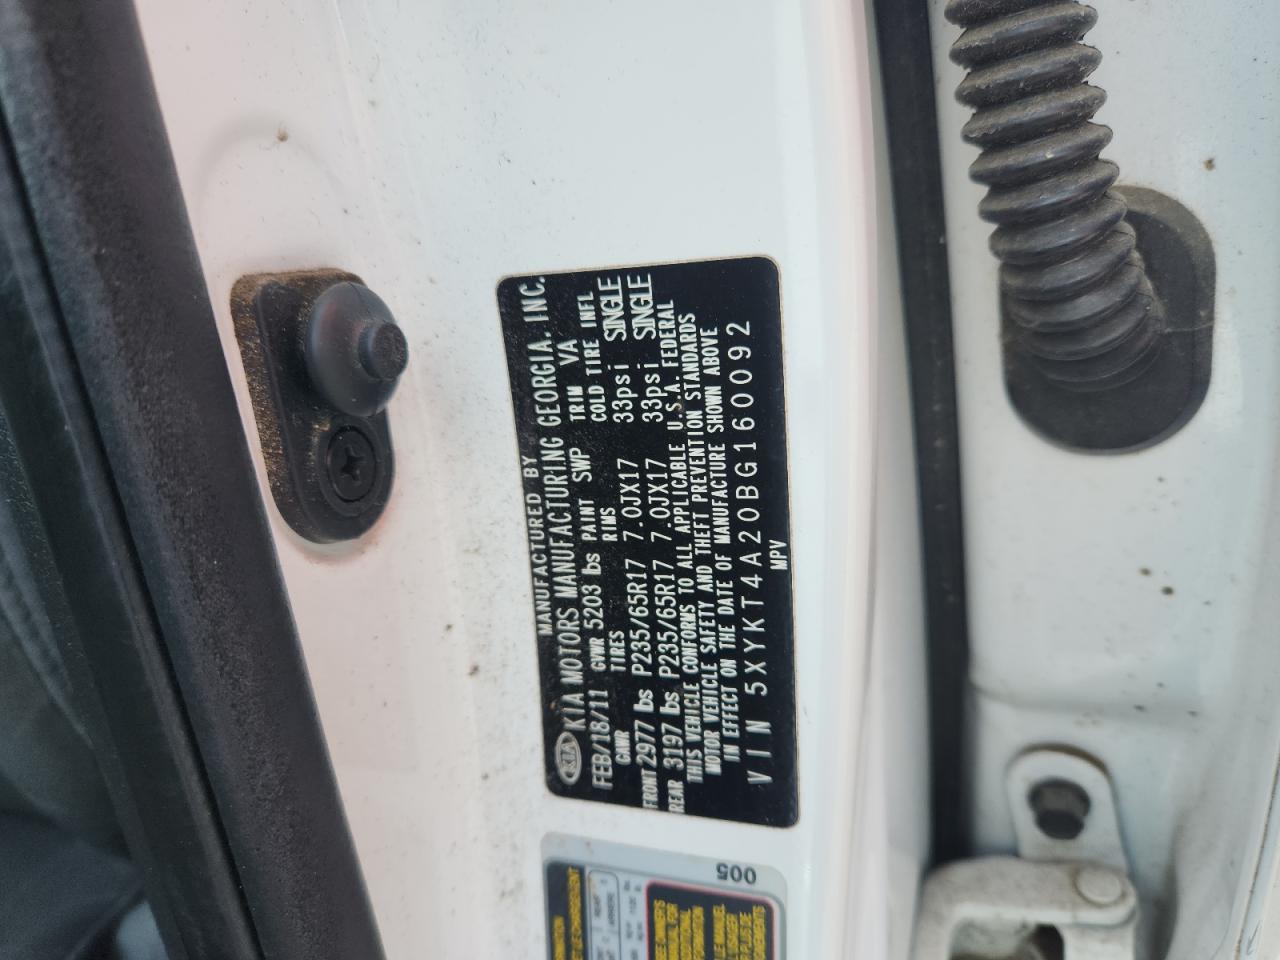 MANUFACTURED BY
KIA KIA MOTORS MANUFACTURING GEORGIA, INC.
FEB/18/11 GVWR 5203 lbs PAINT SWP TRIM VA
GAWR TIRES RIMS COLD TIRE INFL
FRONT 2977 lbs P235/65R17 7.0JX17 33psi SINGLE
REAR 3197 lbs P235/65R17 7.0JX17 33psi SINGLE
THIS VEHICLE CONFORMS TO ALL APPLICABLE U.S.A. FEDERAL
MOTOR VEHICLE SAFETY AND THEFT PREVENTION STANDARDS
IN EFFECT ON THE DATE OF MANUFACTURE SHOWN ABOVE
VIN 5XYKT4A20BG160092
MPV
005